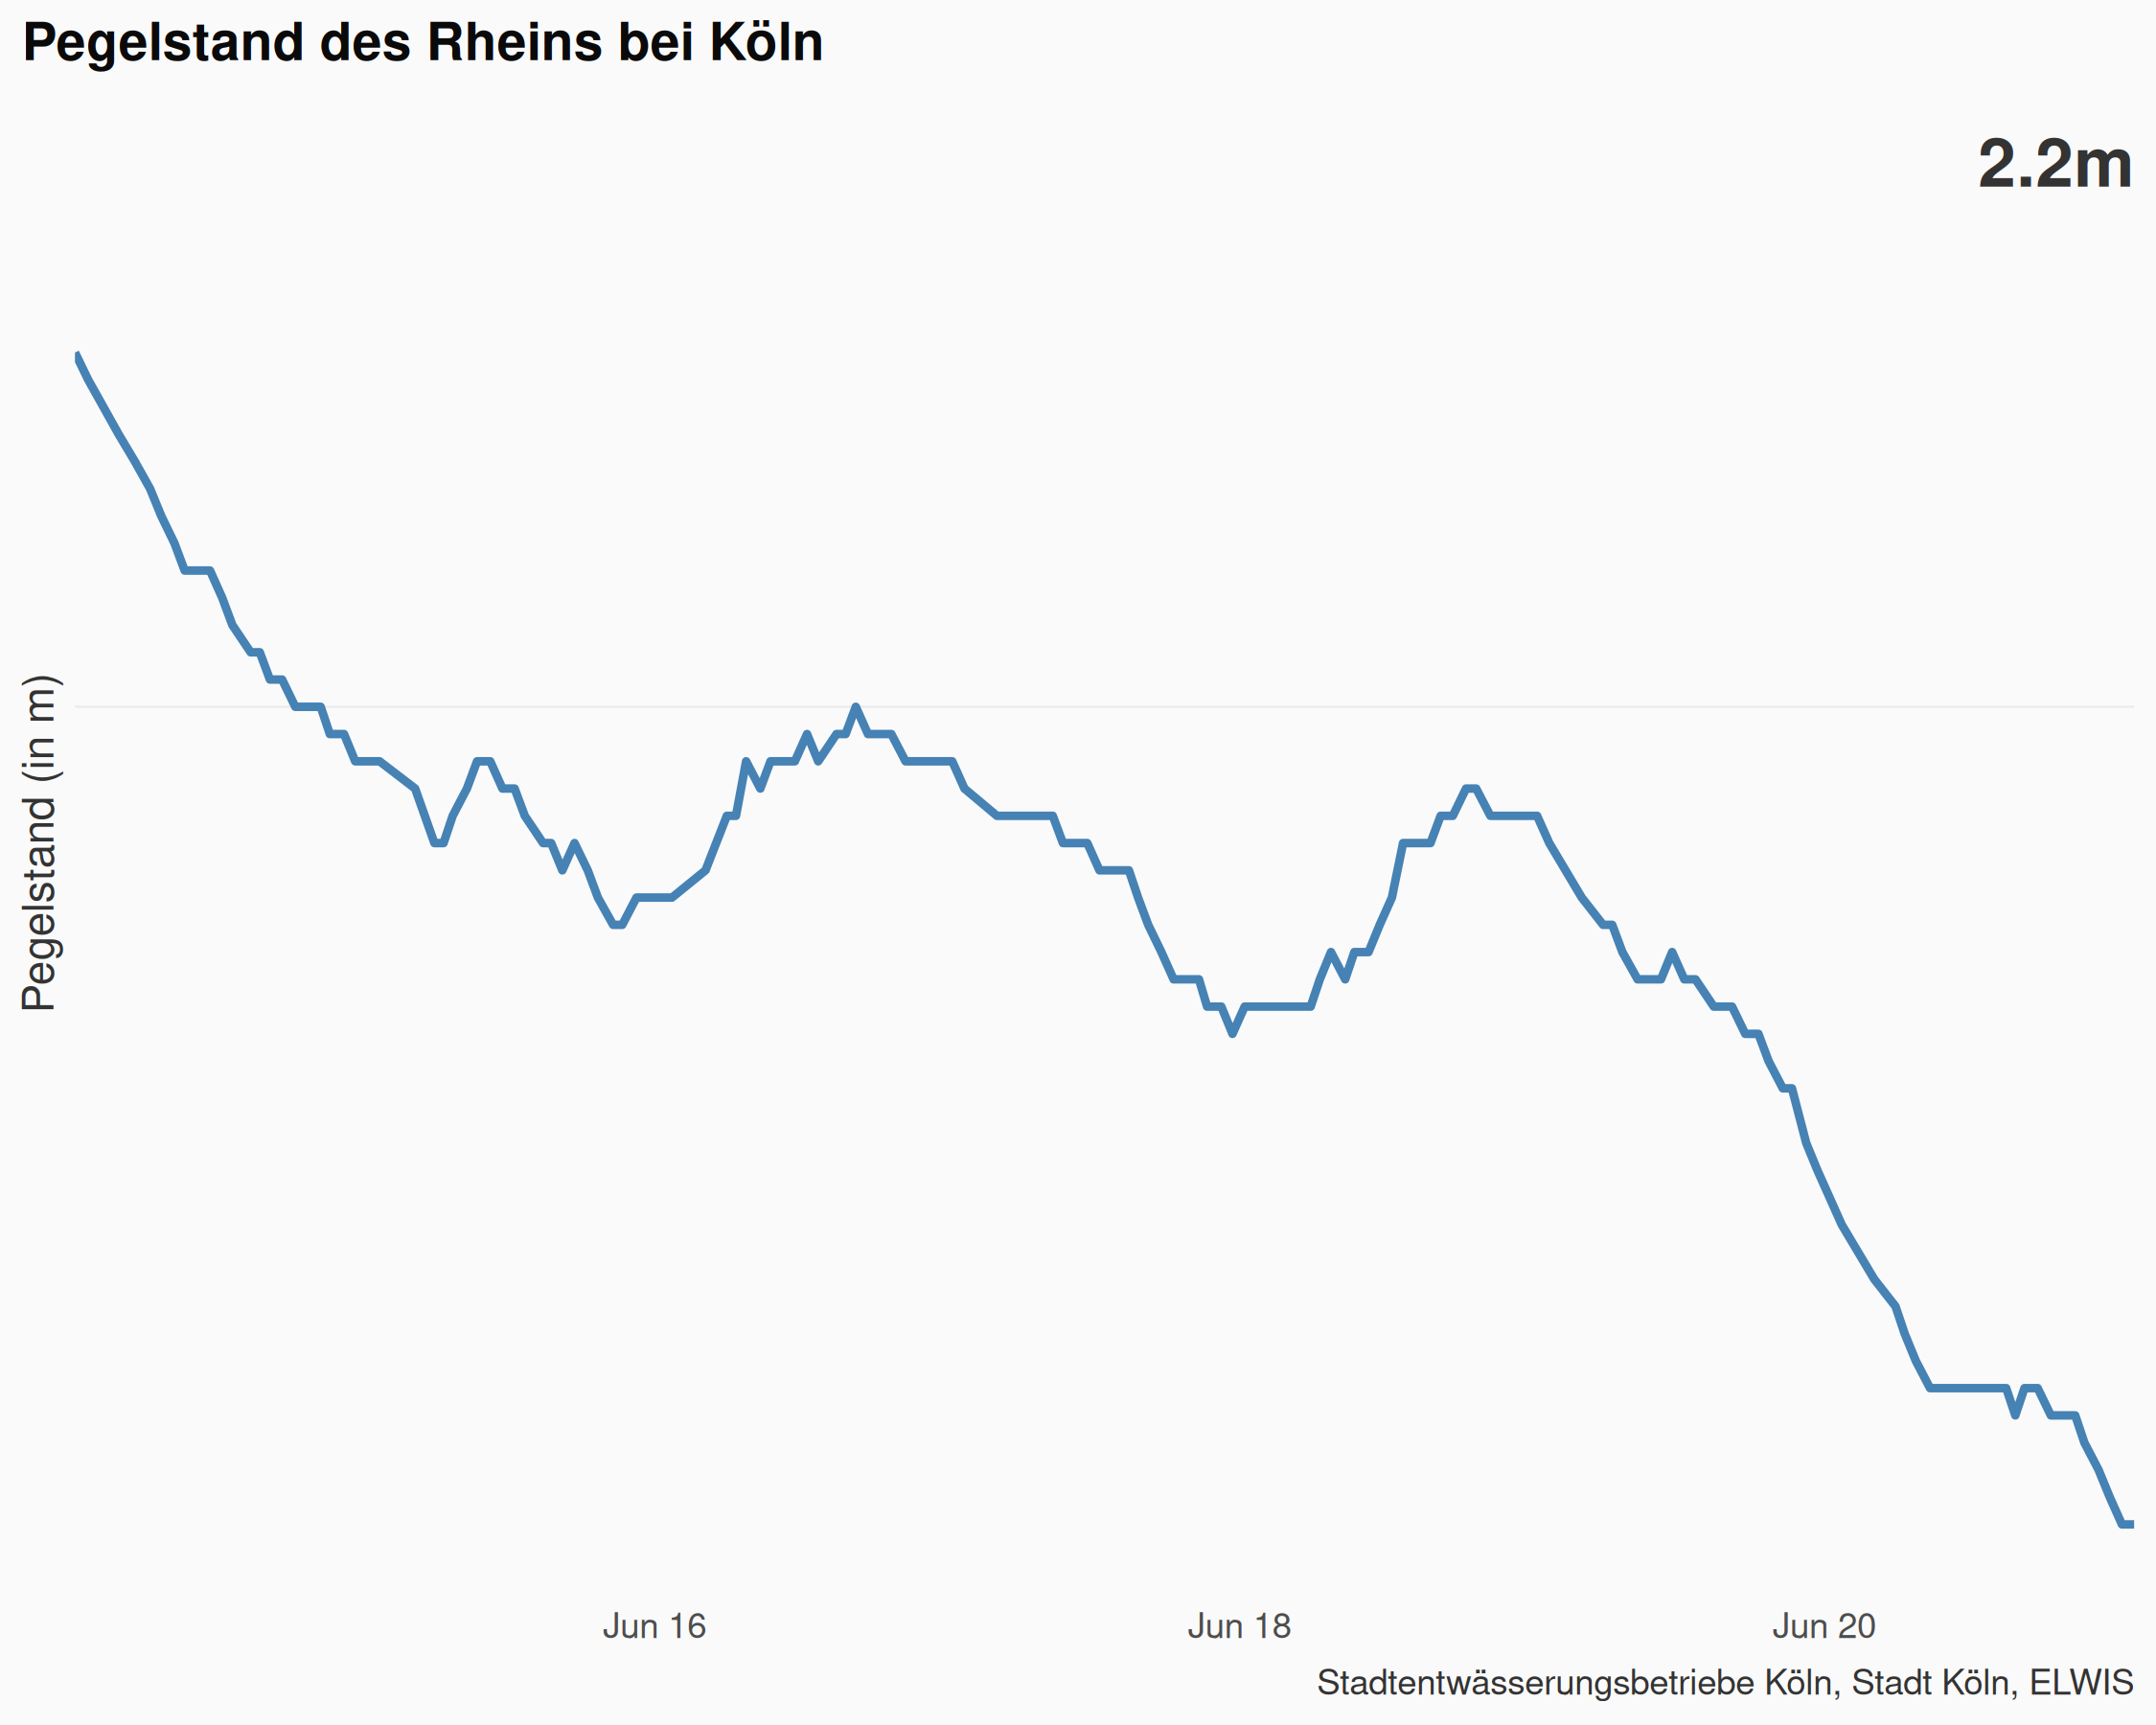 Pegelstand des Rheins bei Köln
2.2m
Pegelstand (in m)
Jun 16
Jun 18
Jun 20
Stadtentwässerungsbetriebe Köln, Stadt Köln, ELWIS